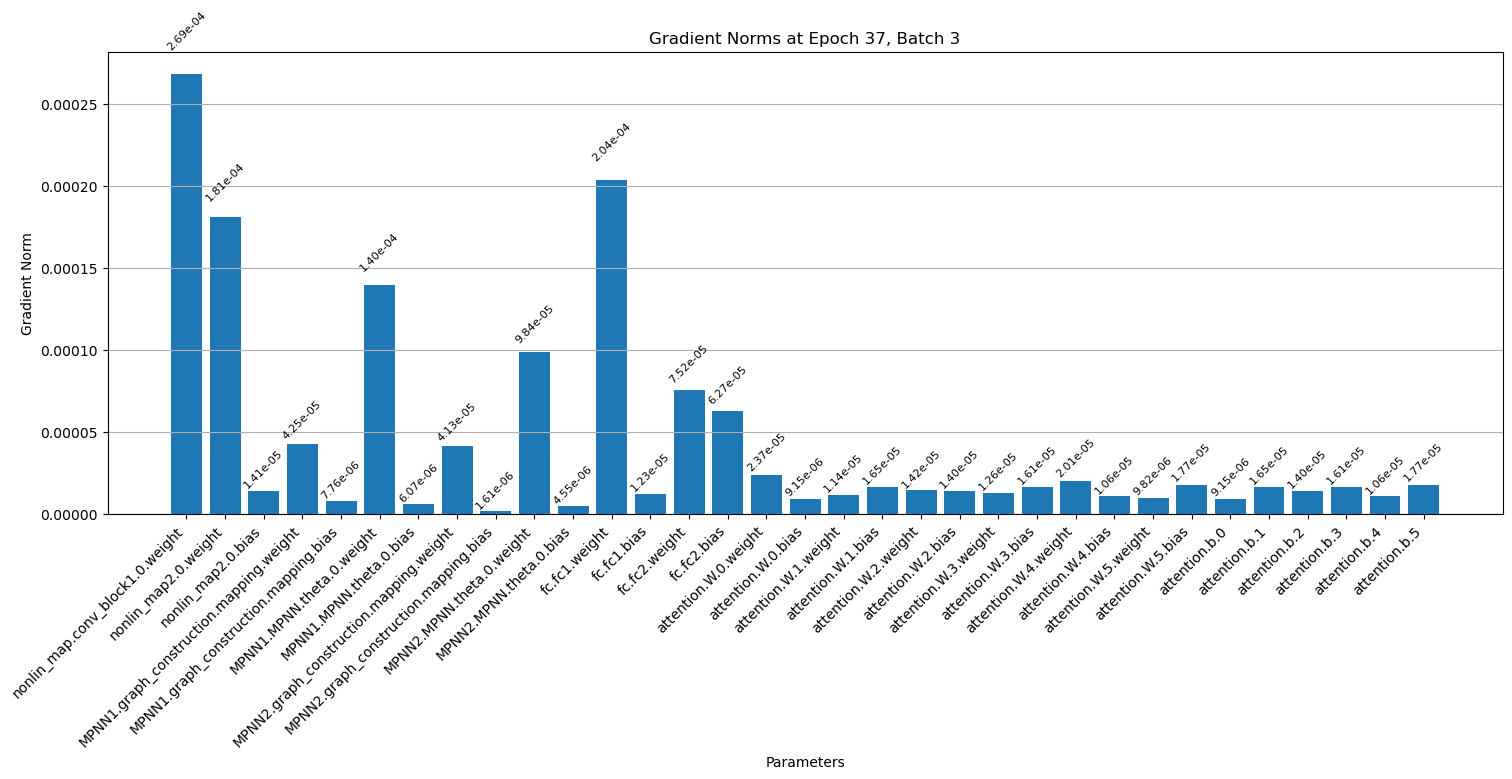 Gradient Norms at Epoch 37, Batch 3
Gradient Norm
0.00025
0.00020
0.00015
0.00010
0.00005
0.00000
2.69e-04
1.81e-04
1.41e-05
4.25e-05
7.76e-06
1.40e-04
6.07e-06
4.13e-05
1.61e-06
9.84e-05
4.55e-06
2.04e-04
1.23e-05
7.52e-05
6.27e-05
2.37e-05
9.15e-06
1.14e-05
1.65e-05
1.42e-05
1.40e-05
1.26e-05
1.61e-05
2.01e-05
1.06e-05
9.82e-06
1.77e-05
9.15e-06
1.65e-05
1.40e-05
1.61e-05
1.06e-05
1.77e-05
nonlin_map.conv_block1.0.weight
nonlin_map2.0.weight
nonlin_map2.0.bias
MPNN1.graph_construction.mapping.weight
MPNN1.graph_construction.mapping.bias
MPNN1.MPNN.theta.0.weight
MPNN1.MPNN.theta.0.bias
MPNN2.graph_construction.mapping.weight
MPNN2.graph_construction.mapping.bias
MPNN2.MPNN.theta.0.weight
MPNN2.MPNN.theta.0.bias
fc.fc1.weight
fc.fc1.bias
fc.fc2.weight
fc.fc2.bias
attention.W.0.weight
attention.W.0.bias
attention.W.1.weight
attention.W.1.bias
attention.W.2.weight
attention.W.2.bias
attention.W.3.weight
attention.W.3.bias
attention.W.4.weight
attention.W.4.bias
attention.W.5.weight
attention.W.5.bias
attention.b.0
attention.b.1
attention.b.2
attention.b.3
attention.b.4
attention.b.5
Parameters